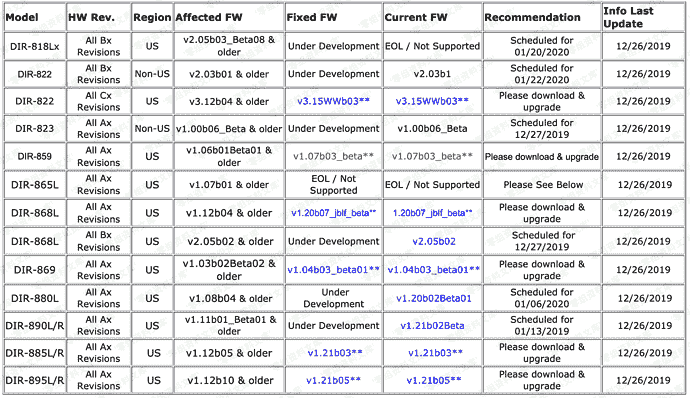 Model HW Rev. Region Affected FW Fixed FW Current FW Recommendation Info Last Update
DIR-818Lx All Bx Revisions US v2.05b03_Beta08 & older Under Development EOL / Not Supported Scheduled for 01/20/2020 12/26/2019
DIR-822 All Bx Revisions Non-US v2.03b01 & older Under Development v2.03b1 Scheduled for 01/22/2020 12/26/2019
DIR-822 All Cx Revisions US v3.12b04 & older v3.15WWb03** v3.15WWb03** Please download & upgrade 12/26/2019
DIR-823 All Ax Revisions Non-US v1.00b06_Beta & older Under Development v1.00b06_Beta Scheduled for 12/27/2019 12/26/2019
DIR-859 All Ax Revisions US v1.06b01Beta01 & older v1.07b03_beta** v1.07b03_beta** Please download & upgrade 12/26/2019
DIR-865L All Ax Revisions US v1.07b01 & older EOL / Not Supported EOL / Not Supported Please See Below 12/26/2019
DIR-868L All Ax Revisions US v1.12b04 & older v1.20b07_jblf_beta** 1.20b07_jblf_beta** Please download & upgrade 12/26/2019
DIR-868L All Bx Revisions US v2.05b02 & older Under Development v2.05b02 Scheduled for 12/27/2019 12/26/2019
DIR-869 All Ax Revisions US v1.03b02Beta02 & older v1.04b03_beta01** v1.04b03_beta01** Please download & upgrade 12/26/2019
DIR-880L All Ax Revisions US v1.08b04 & older Under Development v1.20b02Beta01 Scheduled for 01/06/2020 12/26/2019
DIR-890L/R All Ax Revisions US v1.11b01_Beta01 & older Under Development v1.21b02Beta Scheduled for 01/13/2019 12/26/2019
DIR-885L/R All Ax Revisions US v1.12b05 & older v1.21b03** v1.21b03** Please download & upgrade 12/26/2019
DIR-895L/R All Ax Revisions US v1.12b10 & older v1.21b05** v1.21b05** Please download & upgrade 12/26/2019